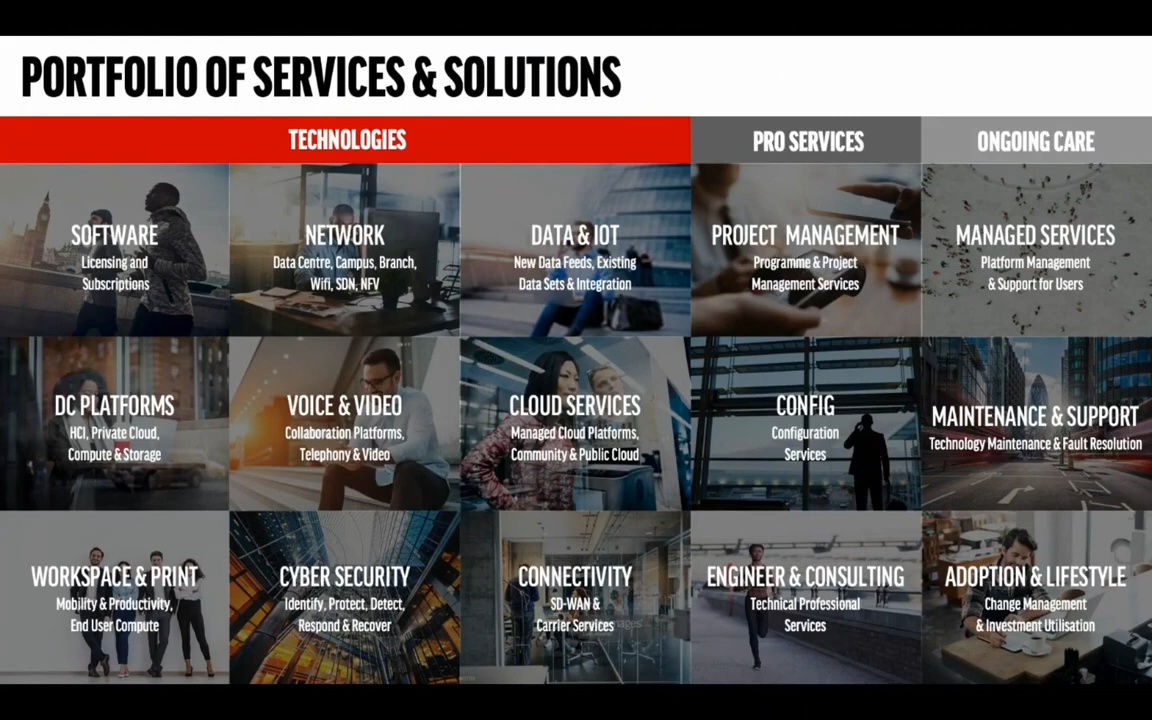 PORTFOLIO OF SERVICES & SOLUTIONS
TECHNOLOGIES
PRO SERVICES
ONGOING CARE
SOFTWARE
Licensing and
Subscriptions
NETWORK
Data Centre, Campus, Branch,
Wifi, SDN, NFV
DATA & IOT
New Data Feeds, Existing
Data Sets & Integration
PROJECT MANAGEMENT
Programme & Project
Management Services
MANAGED SERVICES
Platform Management
& Support for Users
DC PLATFORMS
HCI, Private Cloud,
Compute & Storage
VOICE & VIDEO
Collaboration Platforms,
Telephony & Video
CLOUD SERVICES
Managed Cloud Platforms,
Community & Public Cloud
CONFIG
Configuration
Services
MAINTENANCE & SUPPORT
Technology Maintenance & Fault Resolution
WORKSPACE & PRINT
Mobility & Productivity,
End User Compute
CYBER SECURITY
Identify, Protect, Detect,
Respond & Recover
CONNECTIVITY
SD-WAN &
Carrier Services
ENGINEER & CONSULTING
Technical Professional
Services
ADOPTION & LIFESTYLE
Change Management
& Investment Utilisation